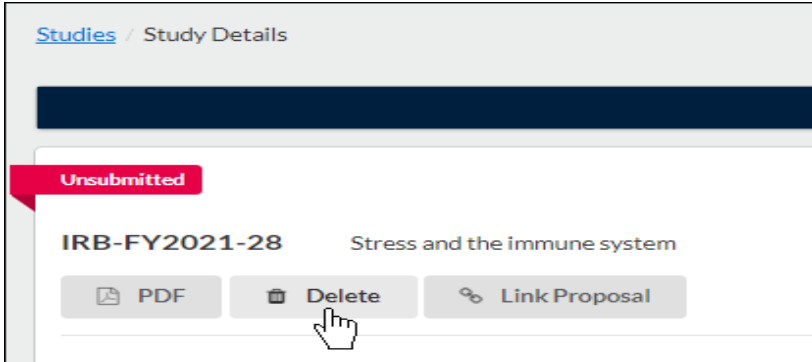 Studies / Study Details
Unsubmitted
IRB-FY2021-28 Stress and the immune system
PDF Delete Link Proposal